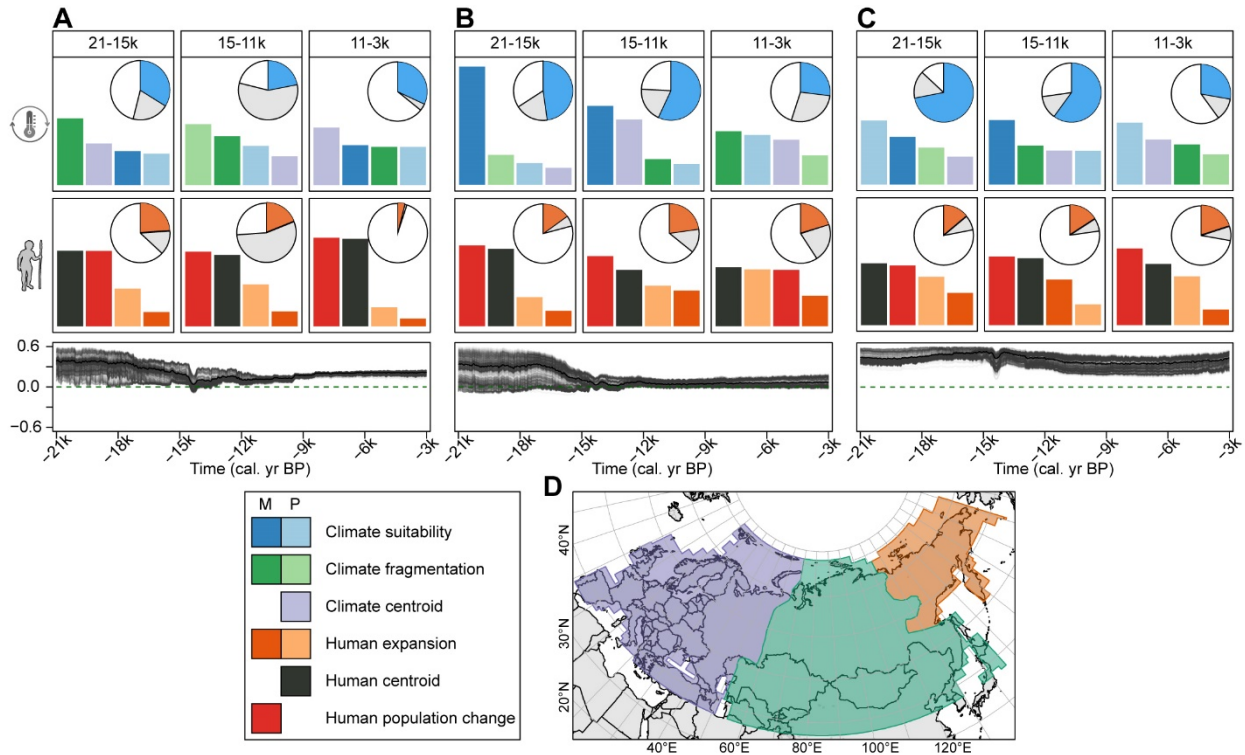 A B C
21-15k 15-11k 11-3k 21-15k 15-11k 11-3k 21-15k 15-11k 11-3k
0.6
0.0
−0.6
−21k −18k −15k −12k −9k −6k −3k −21k −18k −15k −12k −9k −6k −3k −21k −18k −15k −12k −9k −6k −3k
Time (cal. yr BP) Time (cal. yr BP) Time (cal. yr BP)
M P
Climate suitability
Climate fragmentation
Climate centroid
Human expansion
Human centroid
Human population change
D
40°N
30°N
20°N
40°E 60°E 80°E 100°E 120°E